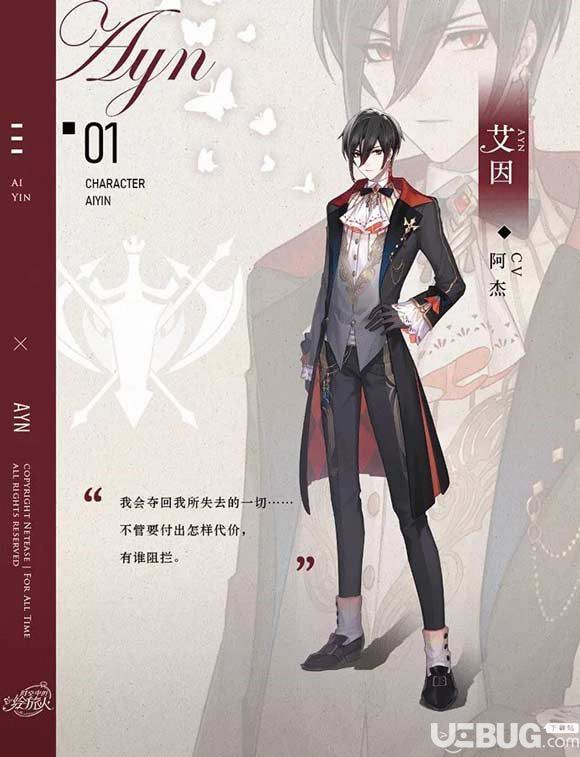 Ayn
01
CHARACTER
AIYIN
AI
YIN
AYN
COPYRIGHT NETEASE | FOR ALL TIME
ALL RIGHTS RESERVED
时空中的
绘旅人
艾因
AYN
CV
阿杰
“
我会夺回我所失去的一切……
不管要付出怎样代价，
有谁阻拦。
”
UEBUG.com
下载站